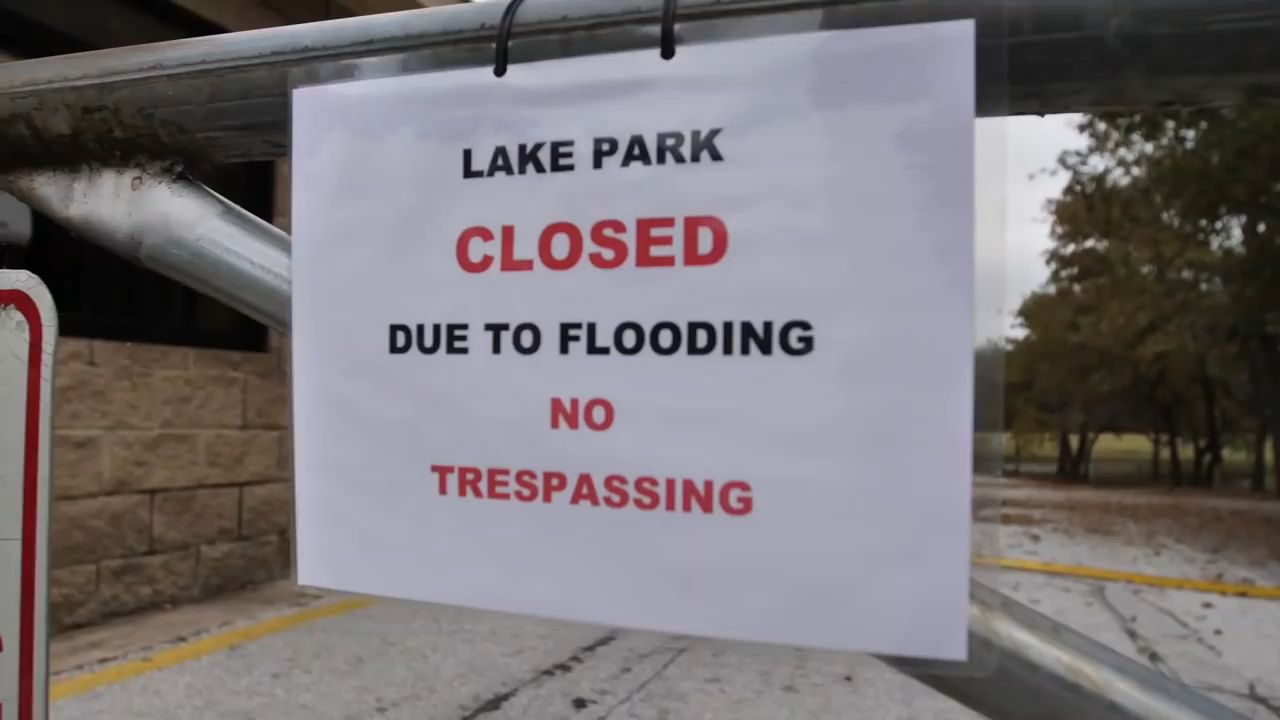 LAKE PARK
CLOSED
DUE TO FLOODING
NO
TRESPASSING